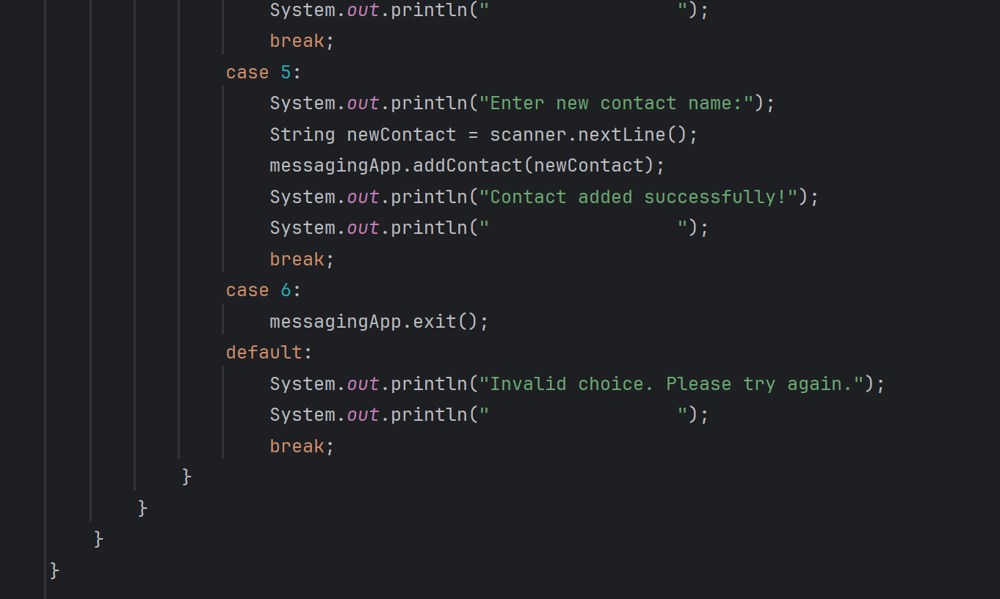 System.out.println("                 ");
break;
case 5:
System.out.println("Enter new contact name:");
String newContact = scanner.nextLine();
messagingApp.addContact(newContact);
System.out.println("Contact added successfully!");
System.out.println("                 ");
break;
case 6:
messagingApp.exit();
default:
System.out.println("Invalid choice. Please try again.");
System.out.println("                 ");
break;
}
}
}
}